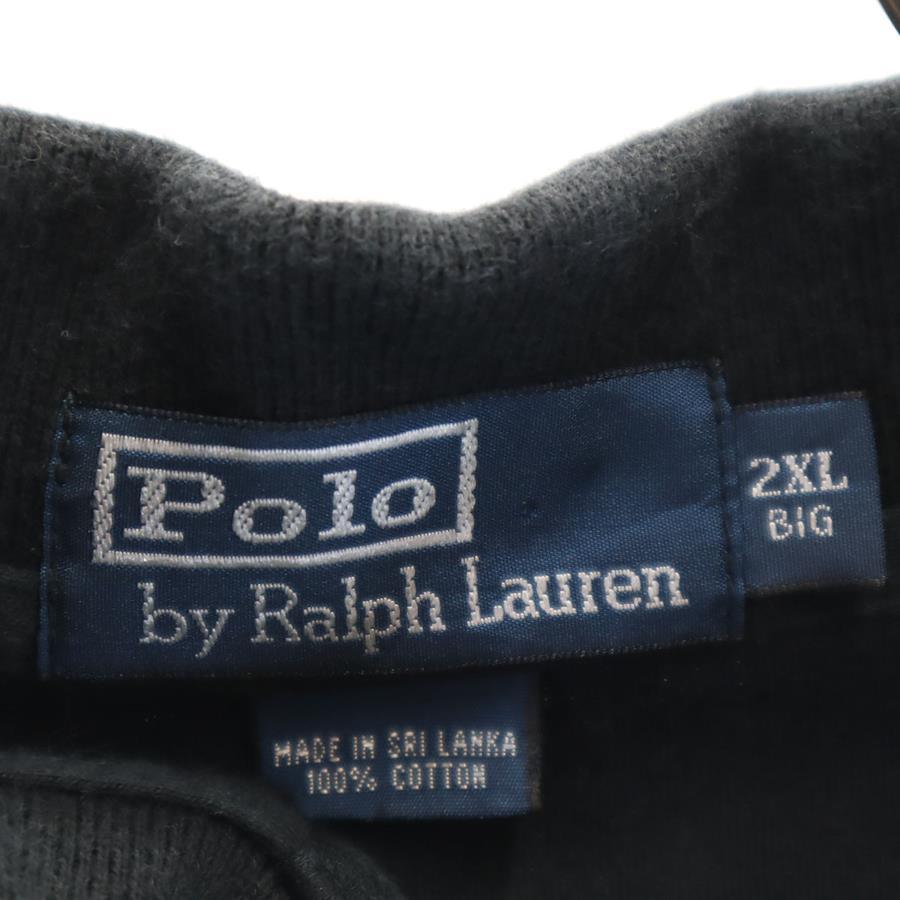 Polo
by Ralph Lauren
2XL
BIG
MADE IN SRI LANKA
100% COTTON